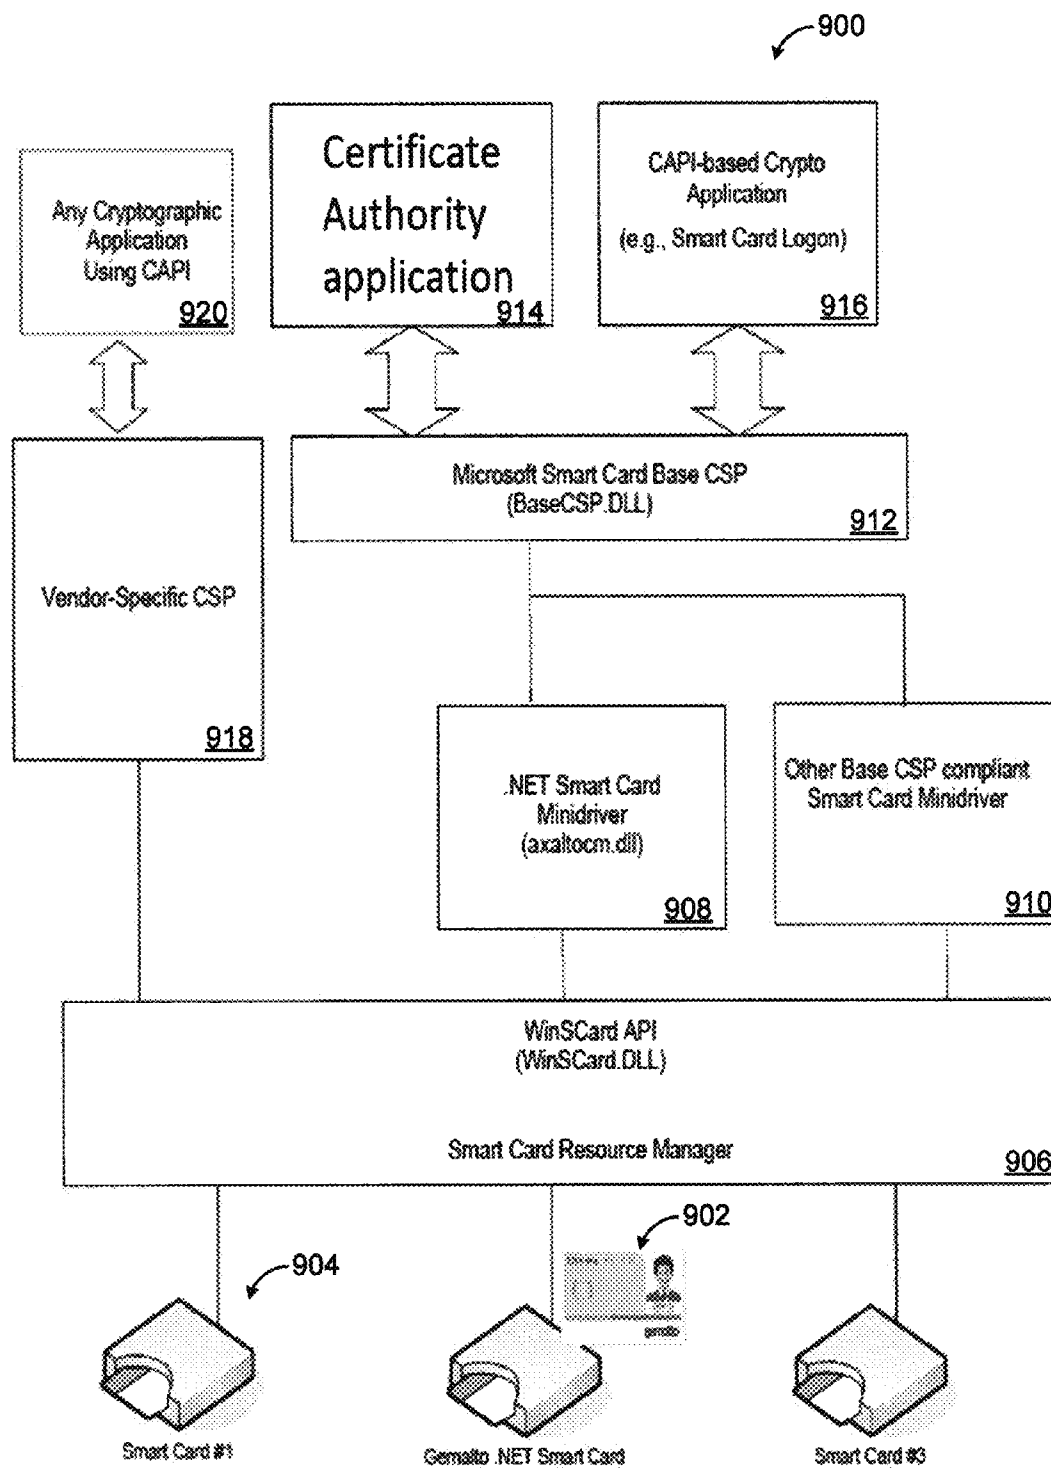 900
Any Cryptographic
Application
Using CAPI
920
Certificate
Authority
application
914
CAPI-based Crypto
Application
(e.g., Smart Card Logon)
916
Microsoft Smart Card Base CSP
(BaseCSP.DLL)
912
Vendor-Specific CSP
918
.NET Smart Card
Minidriver
(axaltocm.dll)
908
Other Base CSP compliant
Smart Card Minidriver
910
WinSCard API
(WinSCard.DLL)
Smart Card Resource Manager
906
902
904
gemalto
Smart Card #1
Gemalto .NET Smart Card
Smart Card #3